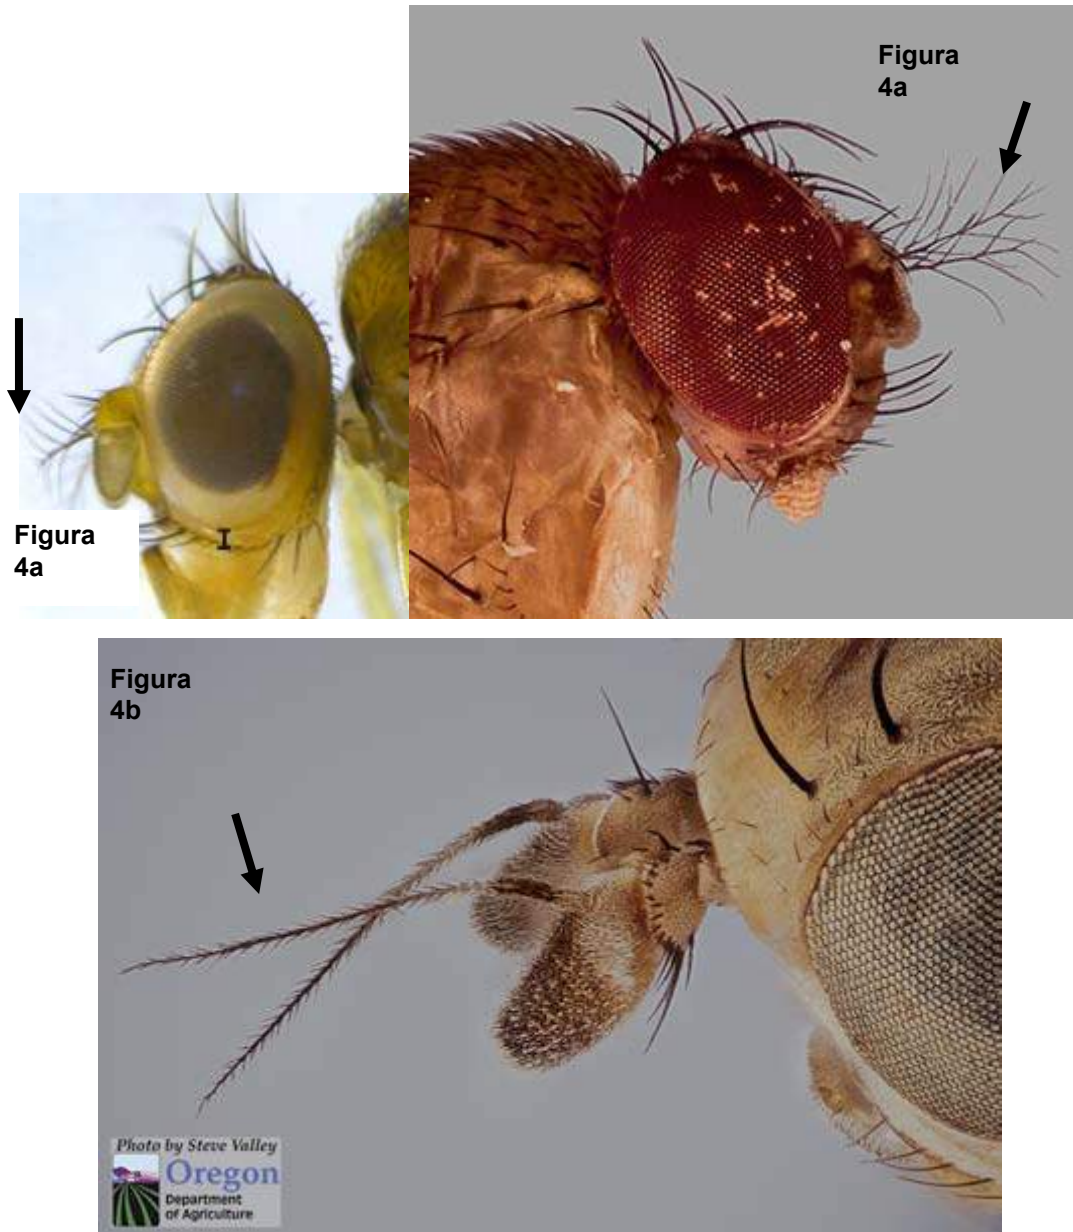 Figura
4a
Figura
4a
I
Figura
4b
Photo by Steve Valley
Oregon
Department
of Agriculture